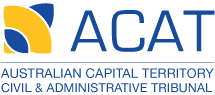 ACAT
AUSTRALIAN CAPITAL TERRITORY
CIVIL & ADMINISTRATIVE TRIBUNAL